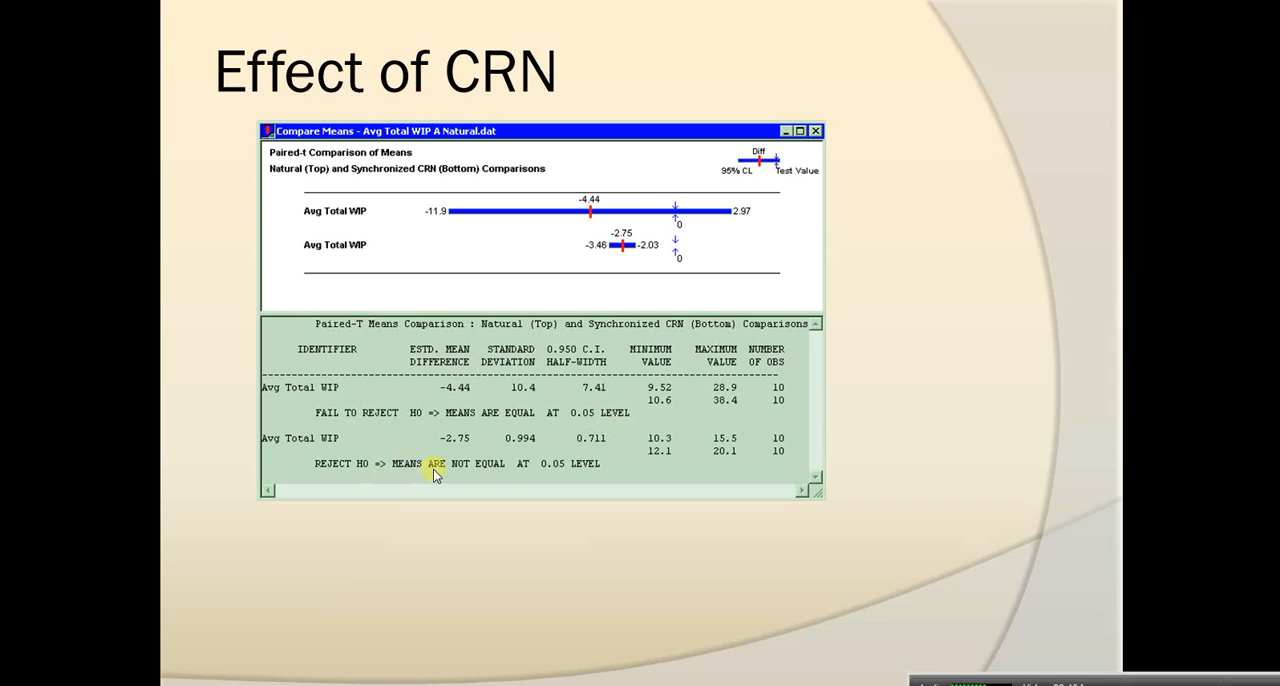 Effect of CRN
Compare Means - Avg Total WIP A Natural.dat
Paired-t Comparison of Means
Natural (Top) and Synchronized CRN (Bottom) Comparisons
Diff
95% CL Test Value
-4.44
Avg Total WIP -11.9 2.97
0
-2.75
Avg Total WIP -3.46 -2.03
0
Paired-T Means Comparison : Natural (Top) and Synchronized CRN (Bottom) Comparisons
IDENTIFIER ESTD. MEAN STANDARD 0.950 C.I. MINIMUM MAXIMUM NUMBER
DIFFERENCE DEVIATION HALF-WIDTH VALUE VALUE OF OBS
Avg Total WIP -4.44 10.4 7.41 9.52 28.9 10
10.6 38.4 10
FAIL TO REJECT H0 => MEANS ARE EQUAL AT 0.05 LEVEL
Avg Total WIP -2.75 0.994 0.711 10.3 15.5 10
12.1 20.1 10
REJECT H0 => MEANS ARE NOT EQUAL AT 0.05 LEVEL